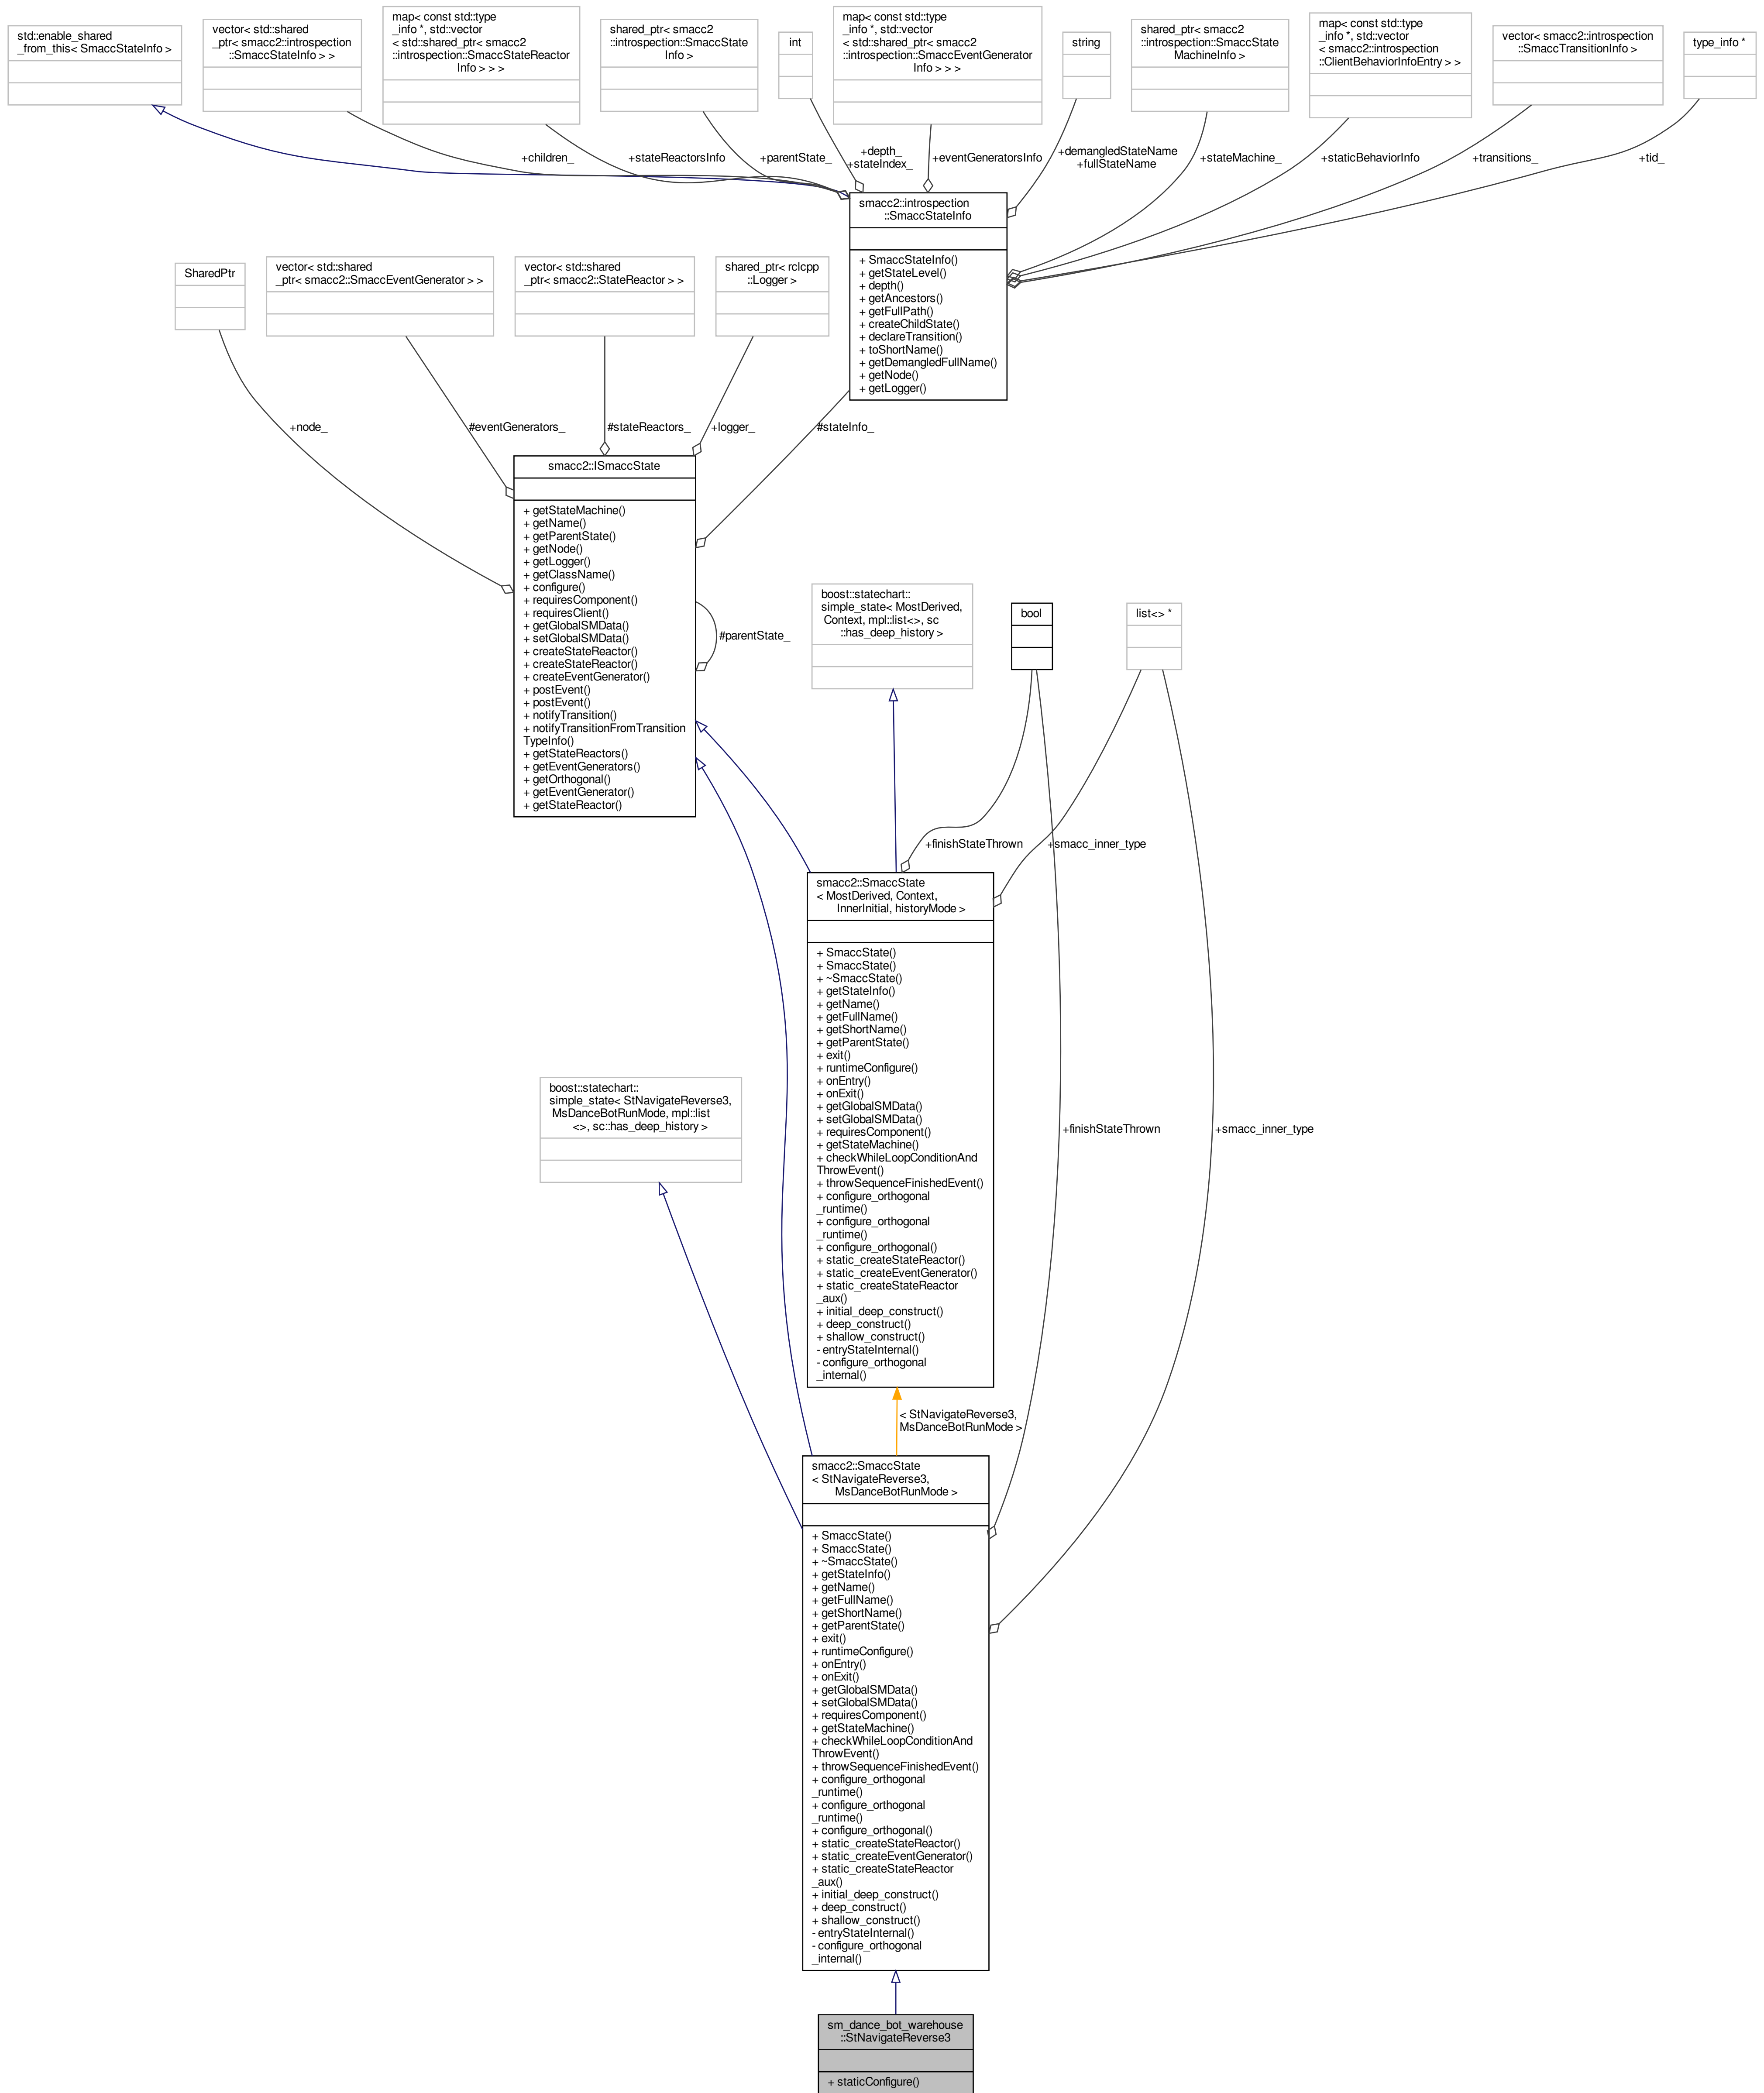 std::enable_shared
_from_this< SmaccStateInfo >
vector< std::shared
_ptr< smacc2::introspection
::SmaccStateInfo > >
map< const std::type
_info *, std::vector
< std::shared_ptr< smacc2
::introspection::SmaccStateReactor
Info > > >
shared_ptr< smacc2
::introspection::SmaccState
Info >
int
map< const std::type
_info *, std::vector
< std::shared_ptr< smacc2
::introspection::SmaccEventGenerator
Info > > >
string
shared_ptr< smacc2
::introspection::SmaccState
MachineInfo >
map< const std::type
_info *, std::vector
< smacc2::introspection
::ClientBehaviorInfoEntry > >
vector< smacc2::introspection
::SmaccTransitionInfo >
type_info *
+children_
+stateReactorsInfo
+parentState_
+depth_
+stateIndex_
+eventGeneratorsInfo
+demangledStateName
+fullStateName
+stateMachine_
+staticBehaviorInfo
+transitions_
+tid_
smacc2::introspection
::SmaccStateInfo
+ SmaccStateInfo()
+ getStateLevel()
+ depth()
+ getAncestors()
+ getFullPath()
+ createChildState()
+ declareTransition()
+ toShortName()
+ getDemangledFullName()
+ getNode()
+ getLogger()
SharedPtr
vector< std::shared
_ptr< smacc2::SmaccEventGenerator > >
vector< std::shared
_ptr< smacc2::StateReactor > >
shared_ptr< rclcpp
::Logger >
+node_
#eventGenerators_
#stateReactors_
+logger_
#stateInfo_
smacc2::ISmaccState
+ getStateMachine()
+ getName()
+ getParentState()
+ getNode()
+ getLogger()
+ getClassName()
+ configure()
+ requiresComponent()
+ requiresClient()
+ getGlobalSMData()
+ setGlobalSMData()
+ createStateReactor()
+ createStateReactor()
+ createEventGenerator()
+ postEvent()
+ postEvent()
+ notifyTransition()
+ notifyTransitionFromTransition
TypeInfo()
+ getStateReactors()
+ getEventGenerators()
+ getOrthogonal()
+ getEventGenerator()
+ getStateReactor()
#parentState_
boost::statechart::
simple_state< MostDerived,
Context, mpl::list<>, sc
::has_deep_history >
bool
list<> *
+finishStateThrown
+smacc_inner_type
smacc2::SmaccState
< MostDerived, Context,
InnerInitial, historyMode >
+ SmaccState()
+ SmaccState()
+ ~SmaccState()
+ getStateInfo()
+ getName()
+ getFullName()
+ getShortName()
+ getParentState()
+ exit()
+ runtimeConfigure()
+ onEntry()
+ onExit()
+ getGlobalSMData()
+ setGlobalSMData()
+ requiresComponent()
+ getStateMachine()
+ checkWhileLoopConditionAnd
ThrowEvent()
+ throwSequenceFinishedEvent()
+ configure_orthogonal
_runtime()
+ configure_orthogonal
_runtime()
+ configure_orthogonal()
+ static_createStateReactor()
+ static_createEventGenerator()
+ static_createStateReactor
_aux()
+ initial_deep_construct()
+ deep_construct()
+ shallow_construct()
- entryStateInternal()
- configure_orthogonal
_internal()
boost::statechart::
simple_state< StNavigateReverse3,
MsDanceBotRunMode, mpl::list
<>, sc::has_deep_history >
+finishStateThrown
+smacc_inner_type
< StNavigateReverse3,
MsDanceBotRunMode >
smacc2::SmaccState
< StNavigateReverse3,
MsDanceBotRunMode >
+ SmaccState()
+ SmaccState()
+ ~SmaccState()
+ getStateInfo()
+ getName()
+ getFullName()
+ getShortName()
+ getParentState()
+ exit()
+ runtimeConfigure()
+ onEntry()
+ onExit()
+ getGlobalSMData()
+ setGlobalSMData()
+ requiresComponent()
+ getStateMachine()
+ checkWhileLoopConditionAnd
ThrowEvent()
+ throwSequenceFinishedEvent()
+ configure_orthogonal
_runtime()
+ configure_orthogonal
_runtime()
+ configure_orthogonal()
+ static_createStateReactor()
+ static_createEventGenerator()
+ static_createStateReactor
_aux()
+ initial_deep_construct()
+ deep_construct()
+ shallow_construct()
- entryStateInternal()
- configure_orthogonal
_internal()
sm_dance_bot_warehouse
::StNavigateReverse3
+ staticConfigure()